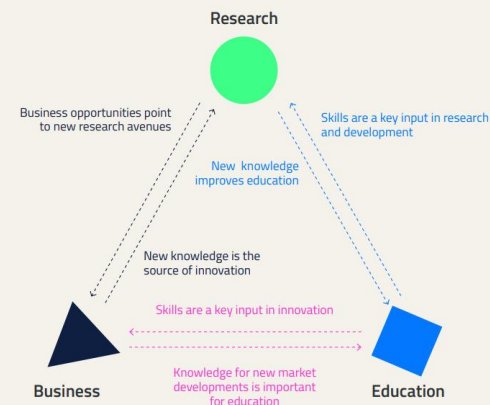 Research
Business opportunities point
to new research avenues
Skills are a key input in research
and development
New knowledge
improves education
New knowledge is the
source of innovation
Skills are a key input in innovation
Knowledge for new market
developments is important
for education
Business
Education